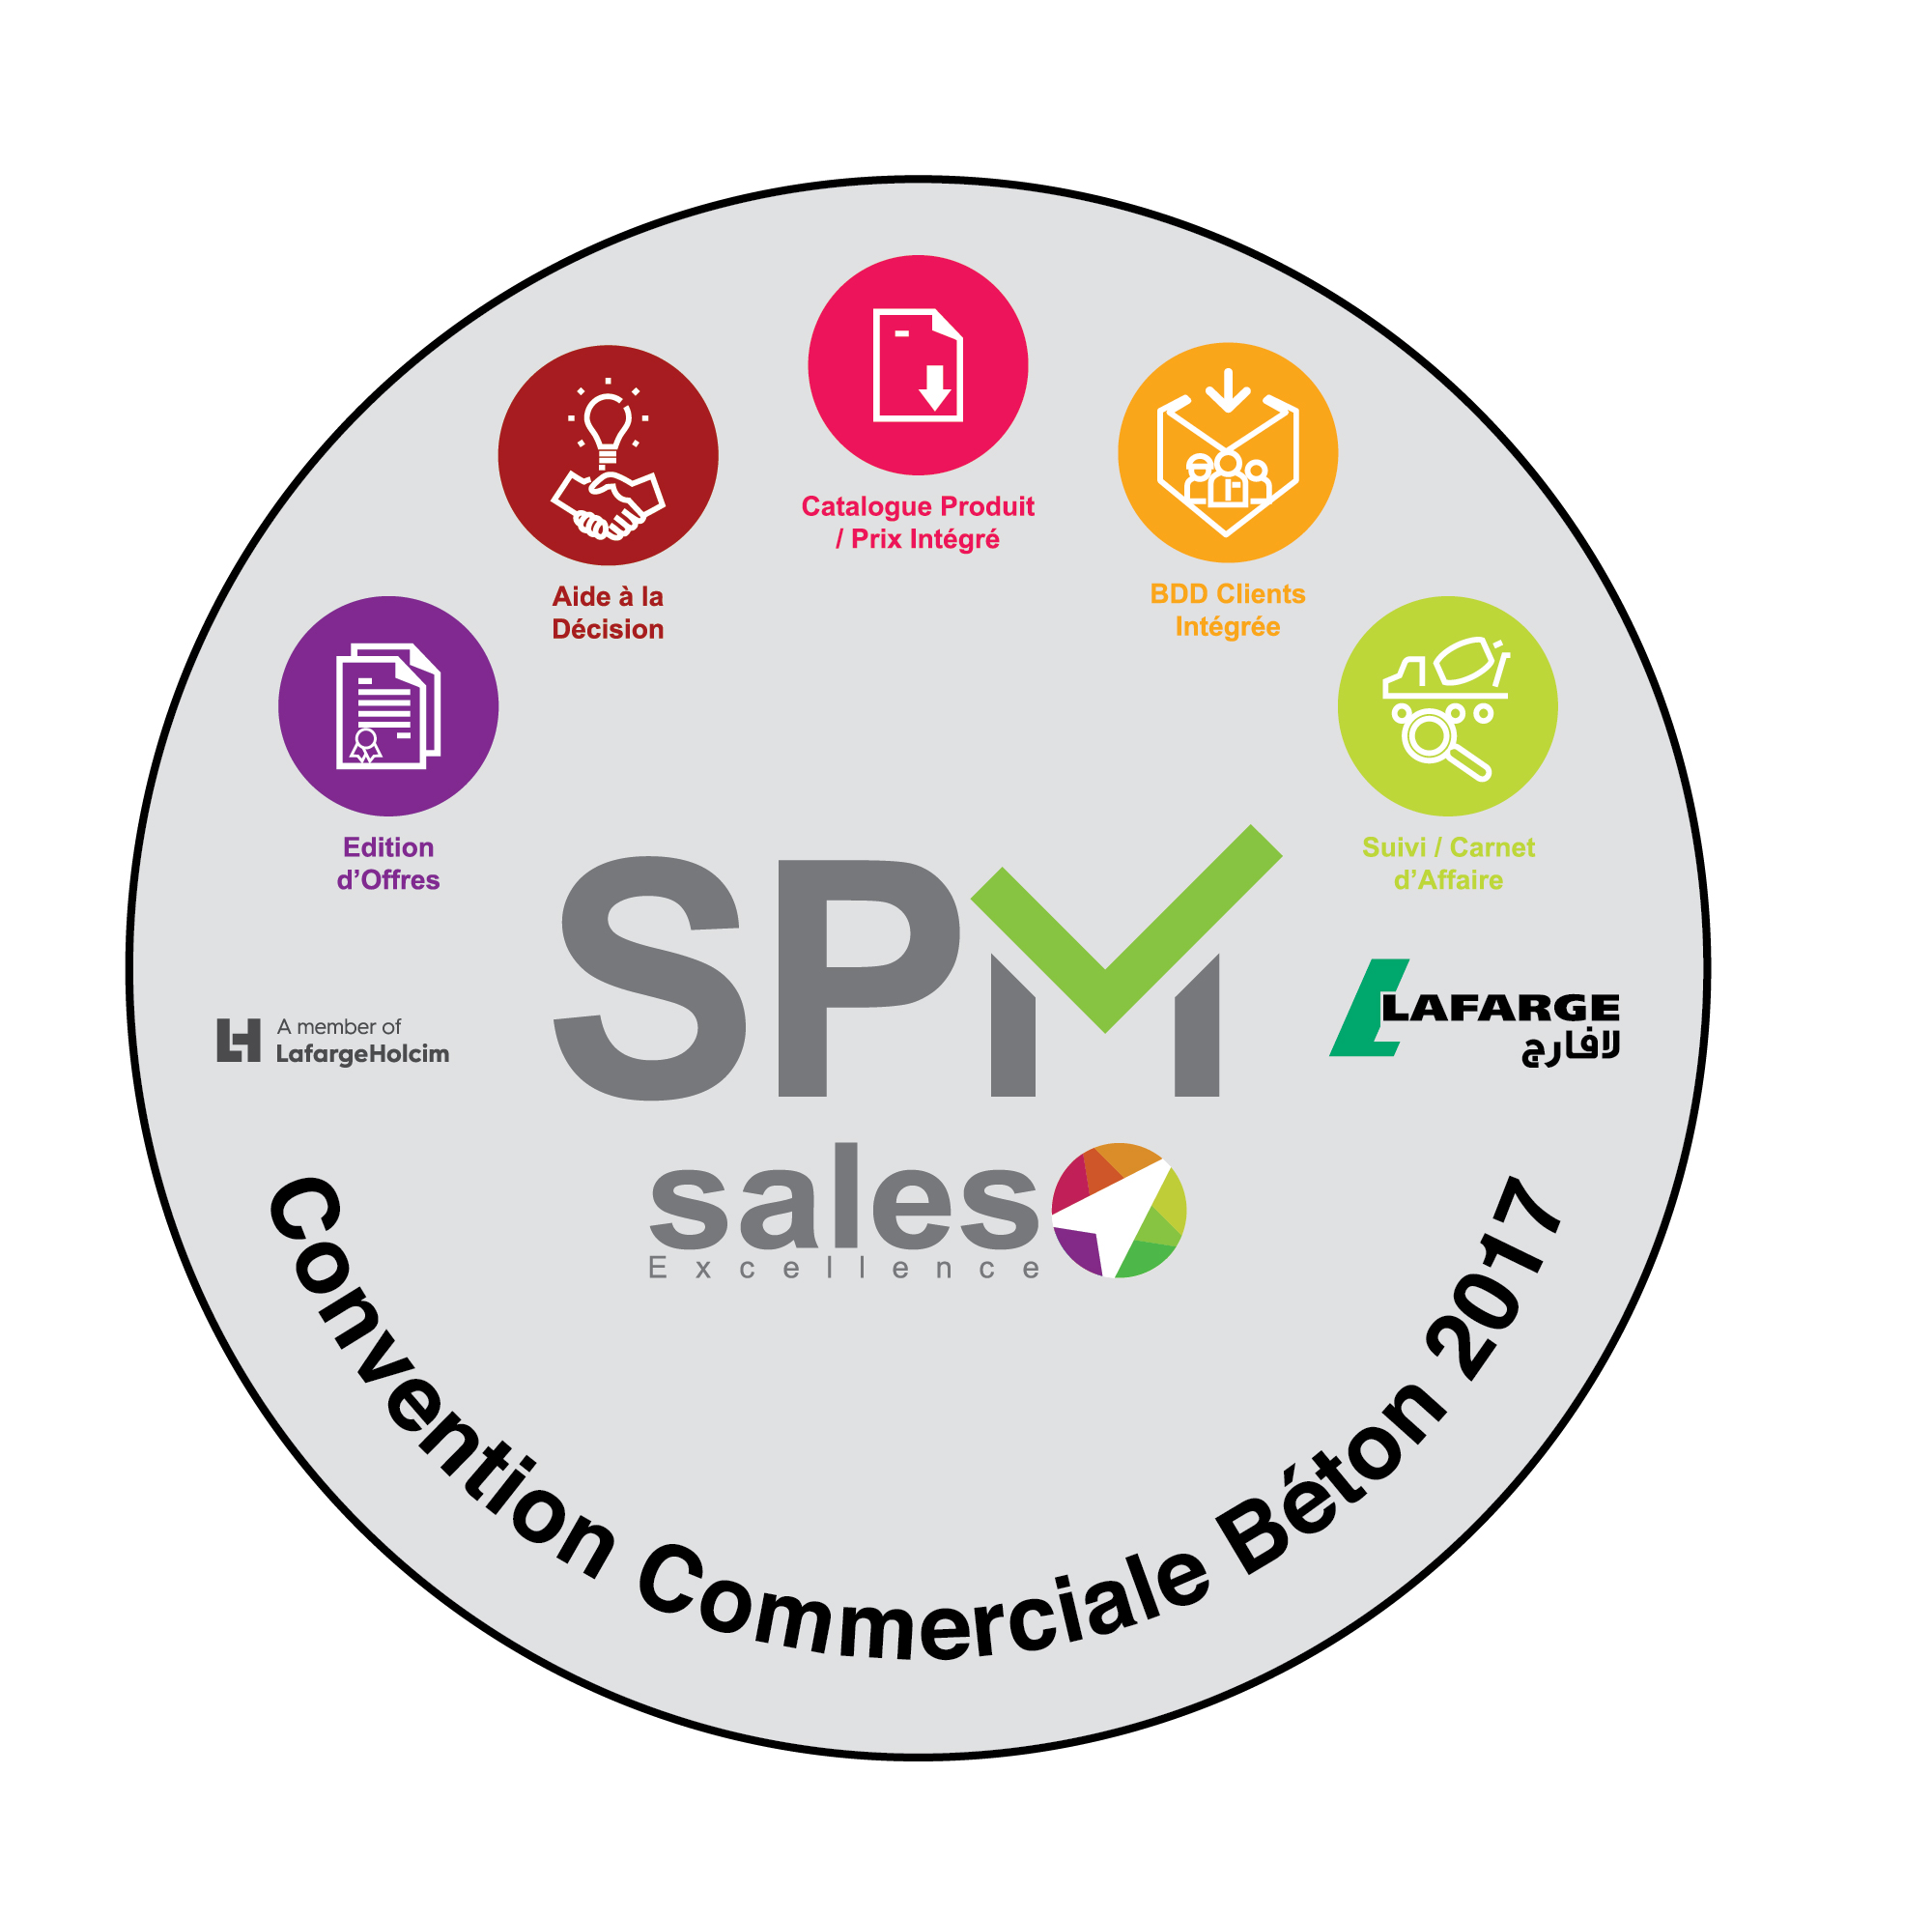 Catalogue Produit
/ Prix Intégré
Aide à la
Décision
BDD Clients
Intégrée
Edition
d'Offres
Suivi / Carnet
d'Affaire
SPM
A member of
LafargeHolcim
LAFARGE
لافارج
sales
Excellence
Convention Commerciale Béton 2017